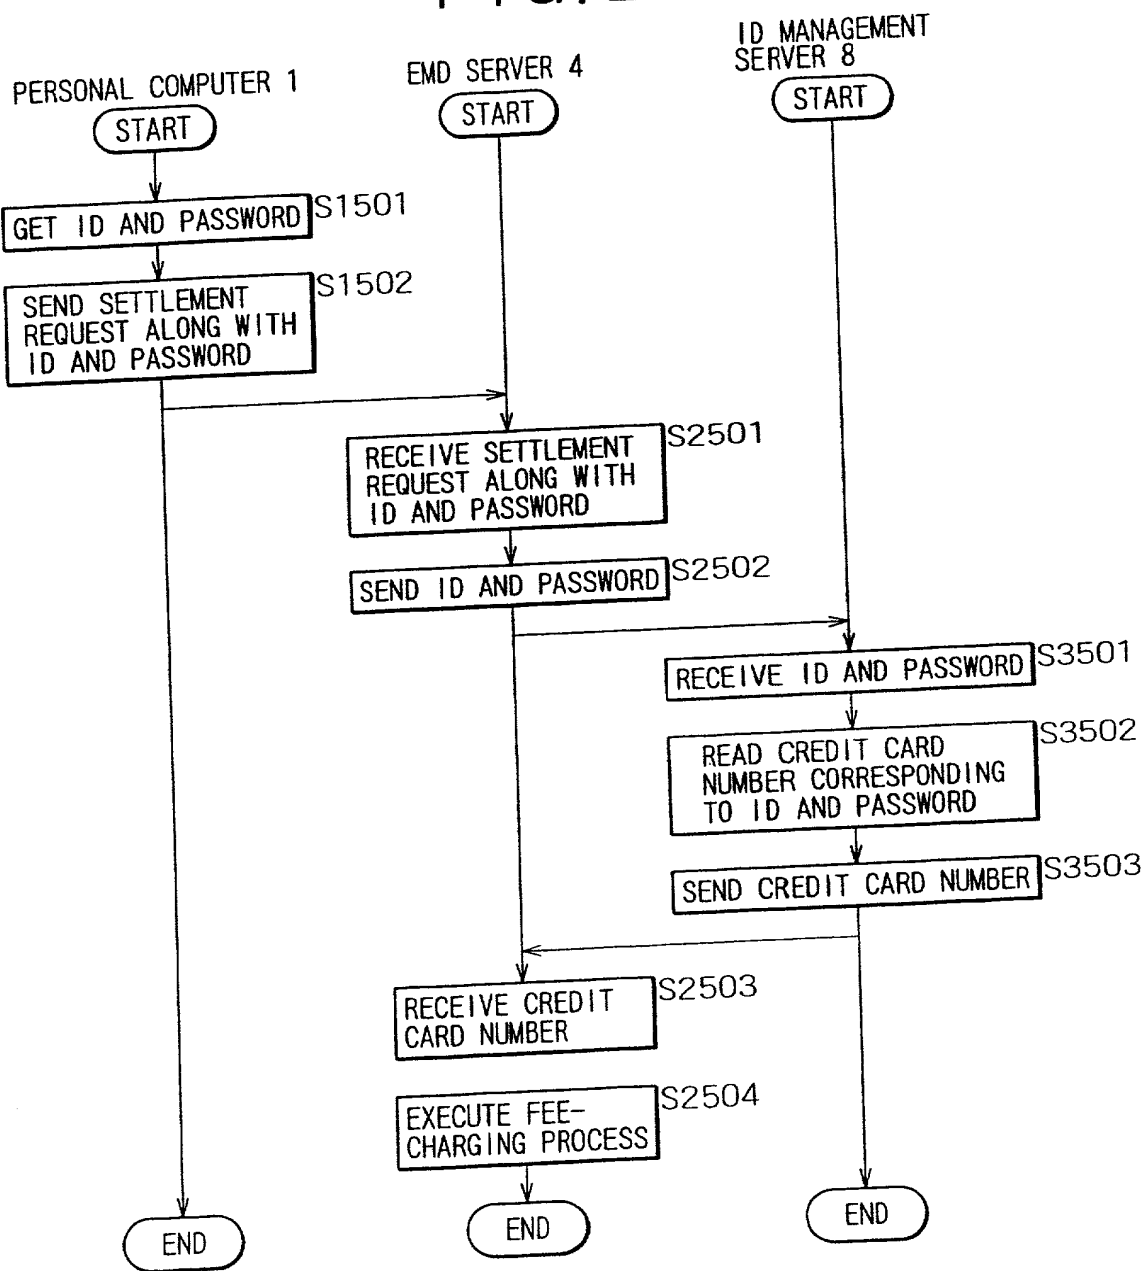 PERSONAL COMPUTER 1
START
GET ID AND PASSWORD
S1501
SEND SETTLEMENT
REQUEST ALONG WITH
ID AND PASSWORD
S1502
END
EMD SERVER 4
START
RECEIVE SETTLEMENT
REQUEST ALONG WITH
ID AND PASSWORD
S2501
SEND ID AND PASSWORD
S2502
RECEIVE CREDIT
CARD NUMBER
S2503
EXECUTE FEE-
CHARGING PROCESS
S2504
END
ID MANAGEMENT
SERVER 8
START
RECEIVE ID AND PASSWORD
S3501
READ CREDIT CARD
NUMBER CORRESPONDING
TO ID AND PASSWORD
S3502
SEND CREDIT CARD NUMBER
S3503
END